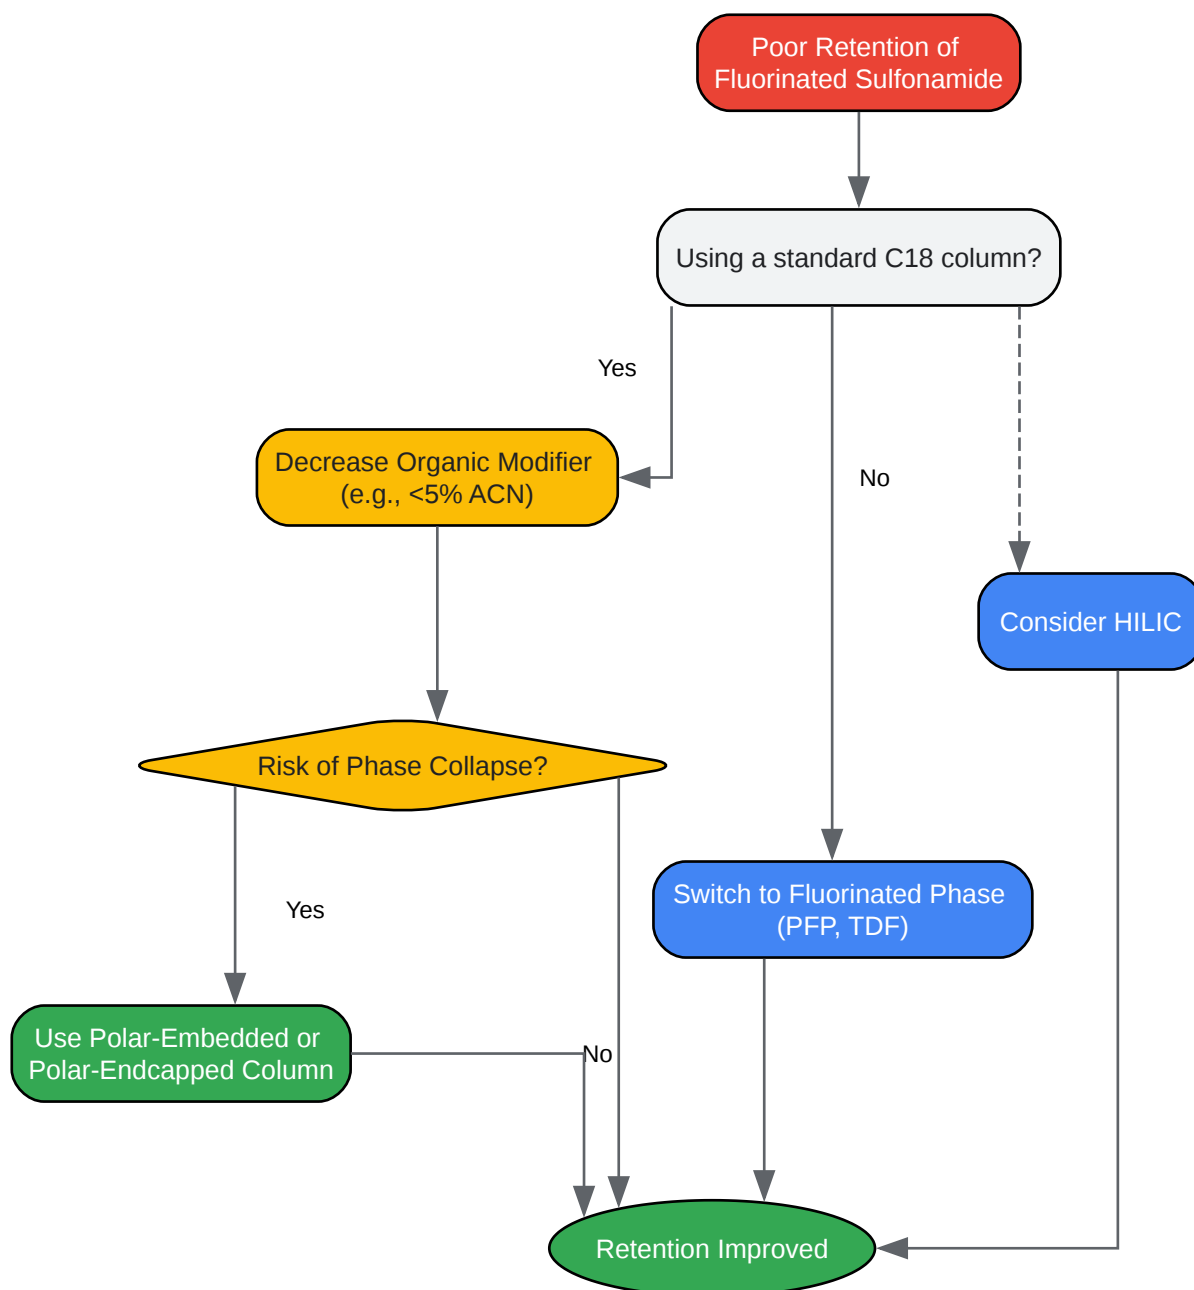 Poor Retention of
Fluorinated Sulfonamide
Using a standard C18 column?
Yes
Decrease Organic Modifier
(e.g., <5% ACN)
No
Consider HILIC
Risk of Phase Collapse?
Yes
Switch to Fluorinated Phase
(PFP, TDF)
Use Polar-Embedded or
Polar-Endcapped Column
No
Retention Improved